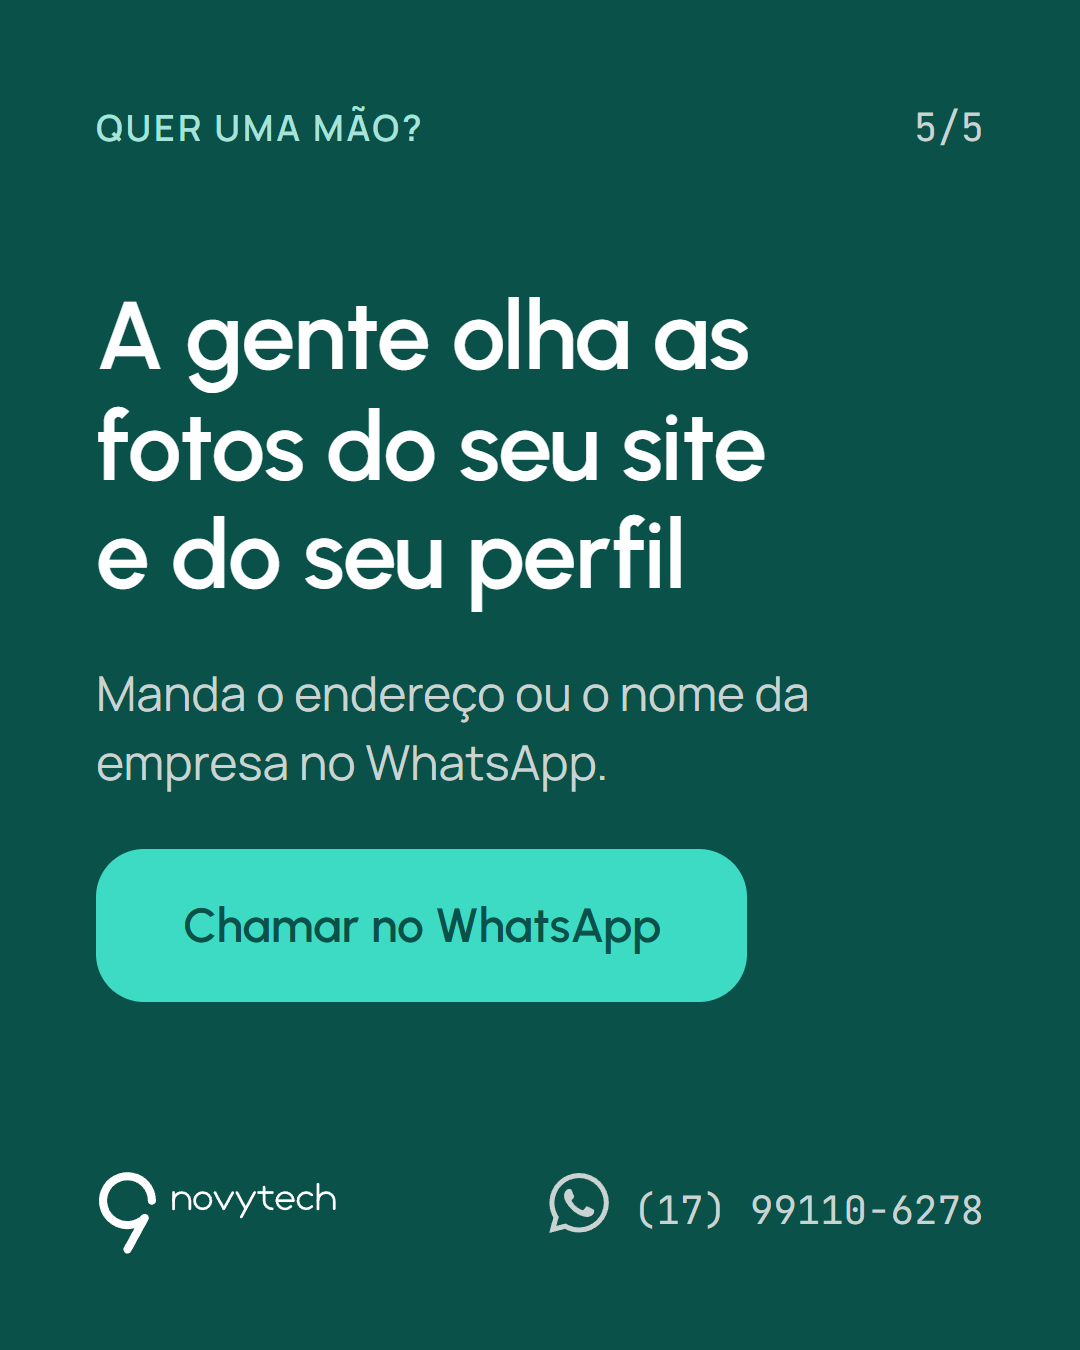 QUER UMA MÃO?
5/5
A gente olha as
fotos do seu site
e do seu perfil
Manda o endereço ou o nome da
empresa no WhatsApp.
Chamar no WhatsApp
novytech
(17) 99110-6278